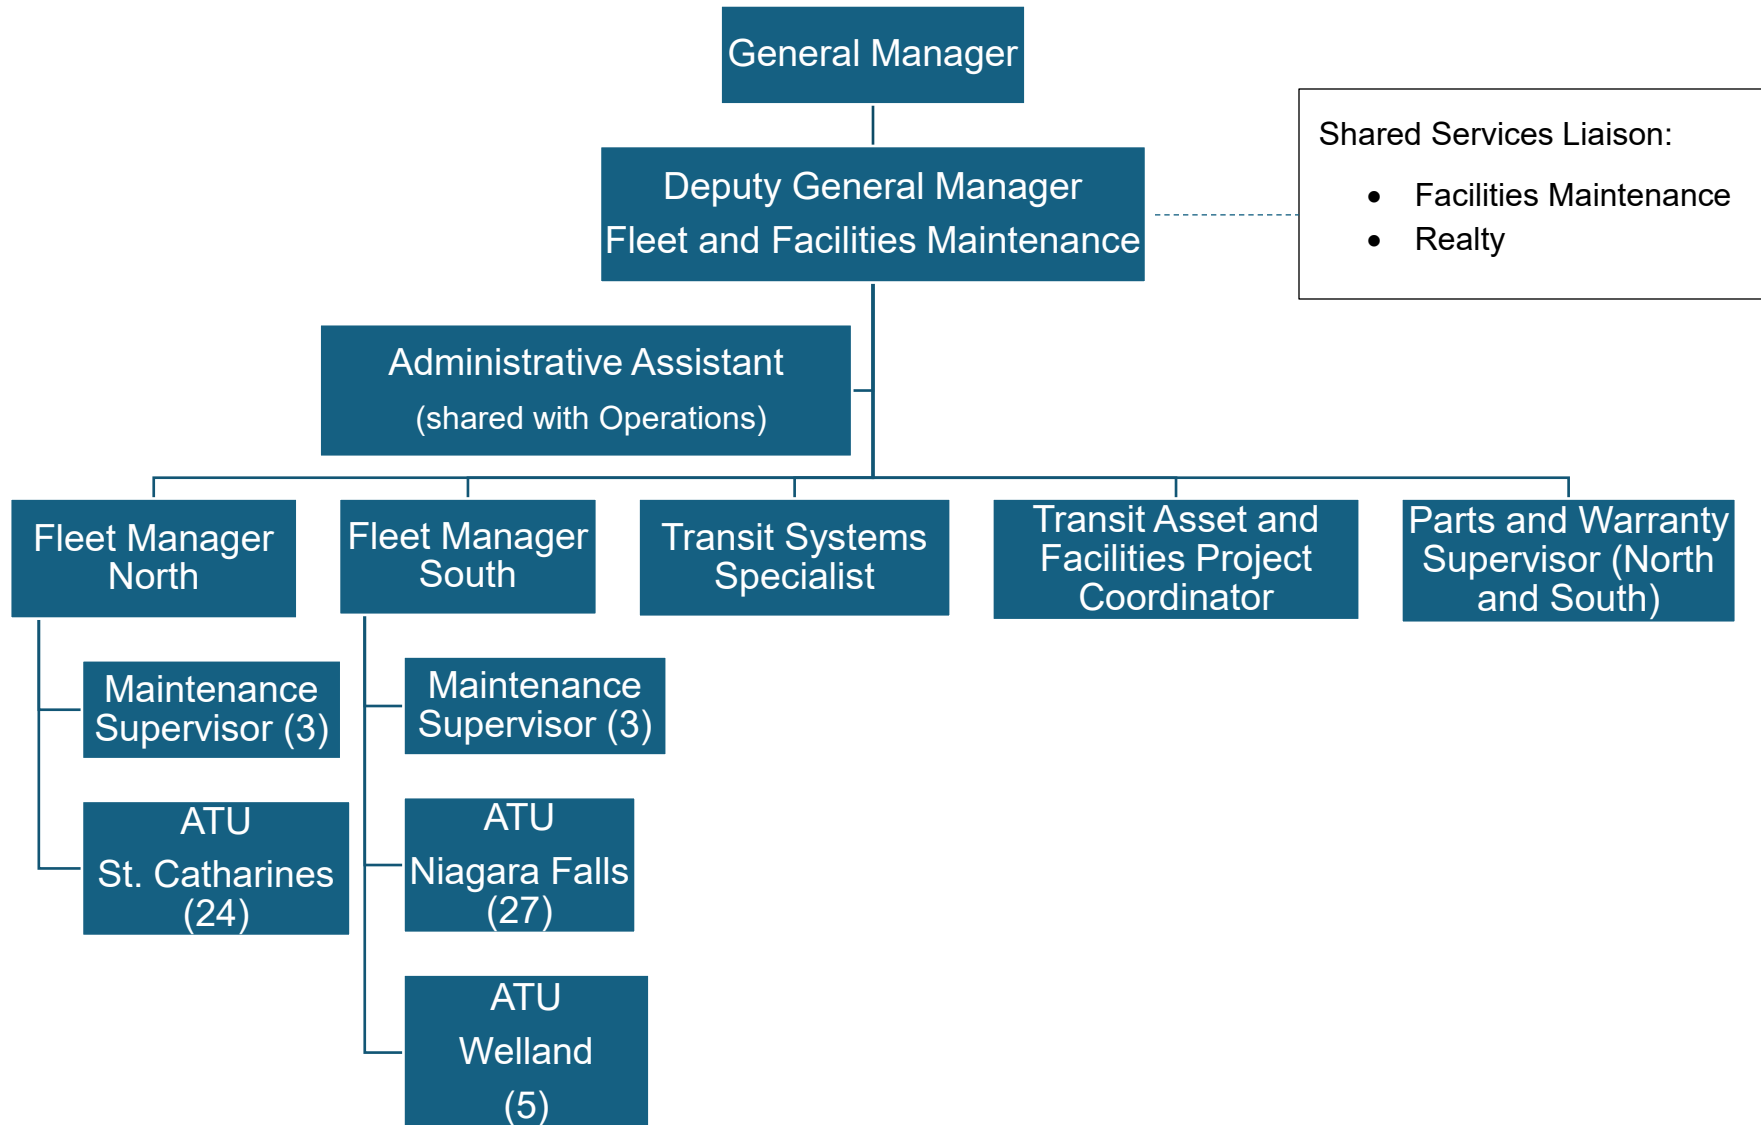 General Manager
Deputy General Manager
Fleet and Facilities Maintenance
Shared Services Liaison:
• Facilities Maintenance
• Realty
Administrative Assistant
(shared with Operations)
Fleet Manager
North
Fleet Manager
South
Transit Systems
Specialist
Transit Asset and
Facilities Project
Coordinator
Parts and Warranty
Supervisor (North
and South)
Maintenance
Supervisor (3)
ATU
St. Catharines
(24)
Maintenance
Supervisor (3)
ATU
Niagara Falls
(27)
ATU
Welland
(5)